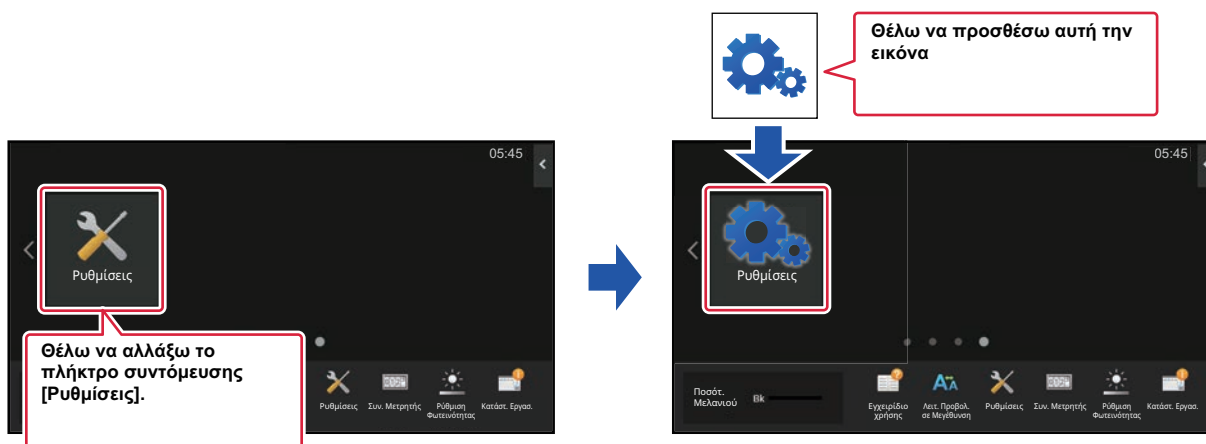 Θέλω να προσθέσω αυτή την
εικόνα
05:45
Ρυθμίσεις
Θέλω να αλλάξω το
πλήκτρο συντόμευσης
[Ρυθμίσεις].
Ρυθμίσεις
Συν. Μετρητής
Ρύθμιση
Φωτεινότητας
Κατάστ. Εργασ.
05:45
Ρυθμίσεις
Ποσότ.
Μελανιού
Bk
Εγχειρίδιο
χρήσης
Λειτ. Προβολ.
σε Μεγέθυνση
Ρυθμίσεις
Συν. Μετρητής
Ρύθμιση
Φωτεινότητας
Κατάστ. Εργασ.